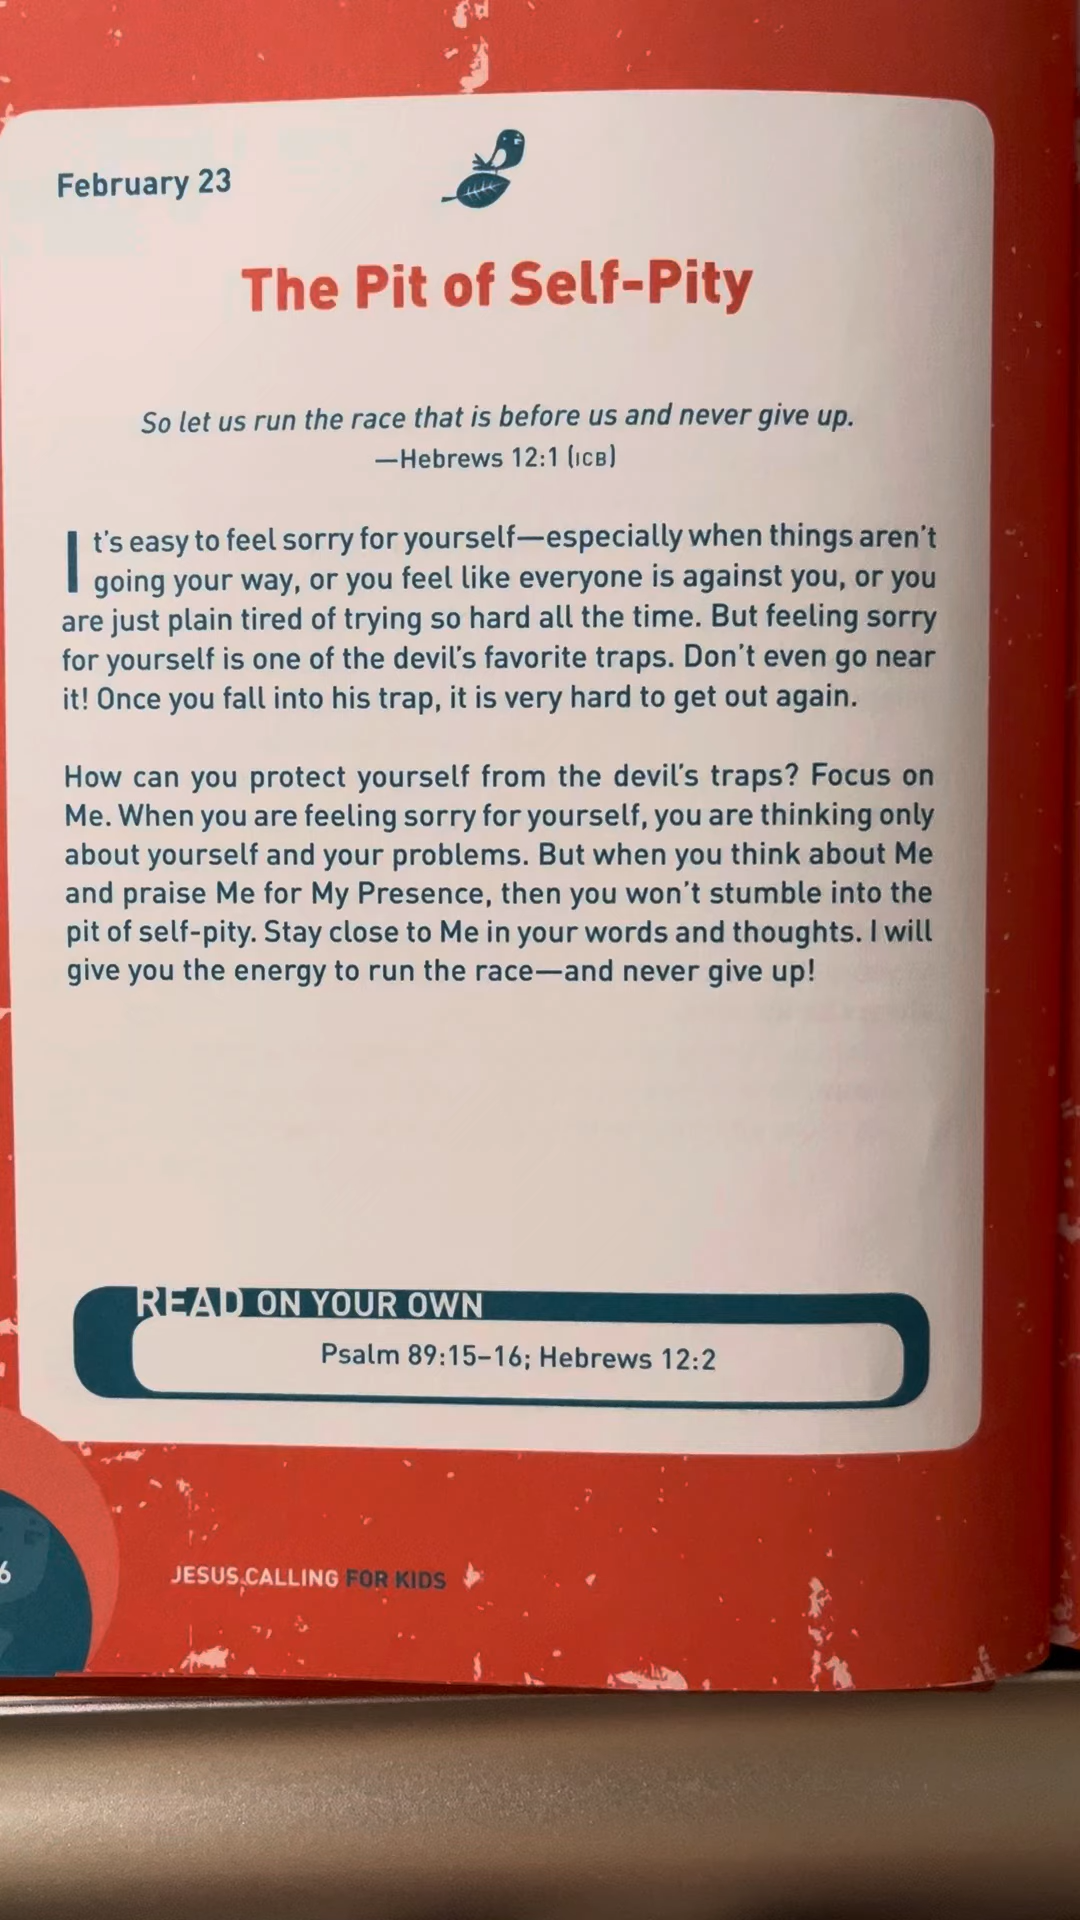 February 23
The Pit of Self-Pity
So let us run the race that is before us and never give up.
—Hebrews 12:1 (ICB)
It's easy to feel sorry for yourself—especially when things aren't
going your way, or you feel like everyone is against you, or you
are just plain tired of trying so hard all the time. But feeling sorry
for yourself is one of the devil's favorite traps. Don't even go near
it! Once you fall into his trap, it is very hard to get out again.
How can you protect yourself from the devil's traps? Focus on
Me. When you are feeling sorry for yourself, you are thinking only
about yourself and your problems. But when you think about Me
and praise Me for My Presence, then you won't stumble into the
pit of self-pity. Stay close to Me in your words and thoughts. I will
give you the energy to run the race—and never give up!
READ ON YOUR OWN
Psalm 89:15–16; Hebrews 12:2
JESUS CALLING FOR KIDS